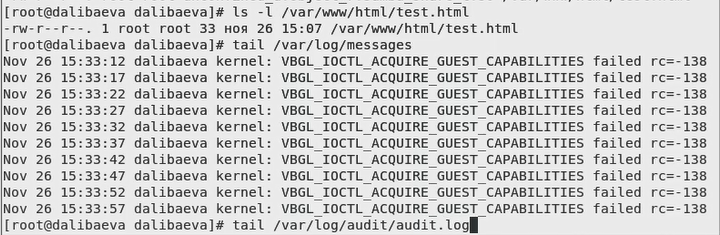 [root@dalibaeva dalibaeva]# ls -l /var/www/html/test.html
-rw-r--r--. 1 root root 33 ноя 26 15:07 /var/www/html/test.html
[root@dalibaeva dalibaeva]# tail /var/log/messages
Nov 26 15:33:12 dalibaeva kernel: VBGL_IOCTL_ACQUIRE_GUEST_CAPABILITIES failed rc=-138
Nov 26 15:33:17 dalibaeva kernel: VBGL_IOCTL_ACQUIRE_GUEST_CAPABILITIES failed rc=-138
Nov 26 15:33:22 dalibaeva kernel: VBGL_IOCTL_ACQUIRE_GUEST_CAPABILITIES failed rc=-138
Nov 26 15:33:27 dalibaeva kernel: VBGL_IOCTL_ACQUIRE_GUEST_CAPABILITIES failed rc=-138
Nov 26 15:33:32 dalibaeva kernel: VBGL_IOCTL_ACQUIRE_GUEST_CAPABILITIES failed rc=-138
Nov 26 15:33:37 dalibaeva kernel: VBGL_IOCTL_ACQUIRE_GUEST_CAPABILITIES failed rc=-138
Nov 26 15:33:42 dalibaeva kernel: VBGL_IOCTL_ACQUIRE_GUEST_CAPABILITIES failed rc=-138
Nov 26 15:33:47 dalibaeva kernel: VBGL_IOCTL_ACQUIRE_GUEST_CAPABILITIES failed rc=-138
Nov 26 15:33:52 dalibaeva kernel: VBGL_IOCTL_ACQUIRE_GUEST_CAPABILITIES failed rc=-138
Nov 26 15:33:57 dalibaeva kernel: VBGL_IOCTL_ACQUIRE_GUEST_CAPABILITIES failed rc=-138
[root@dalibaeva dalibaeva]# tail /var/log/audit/audit.log